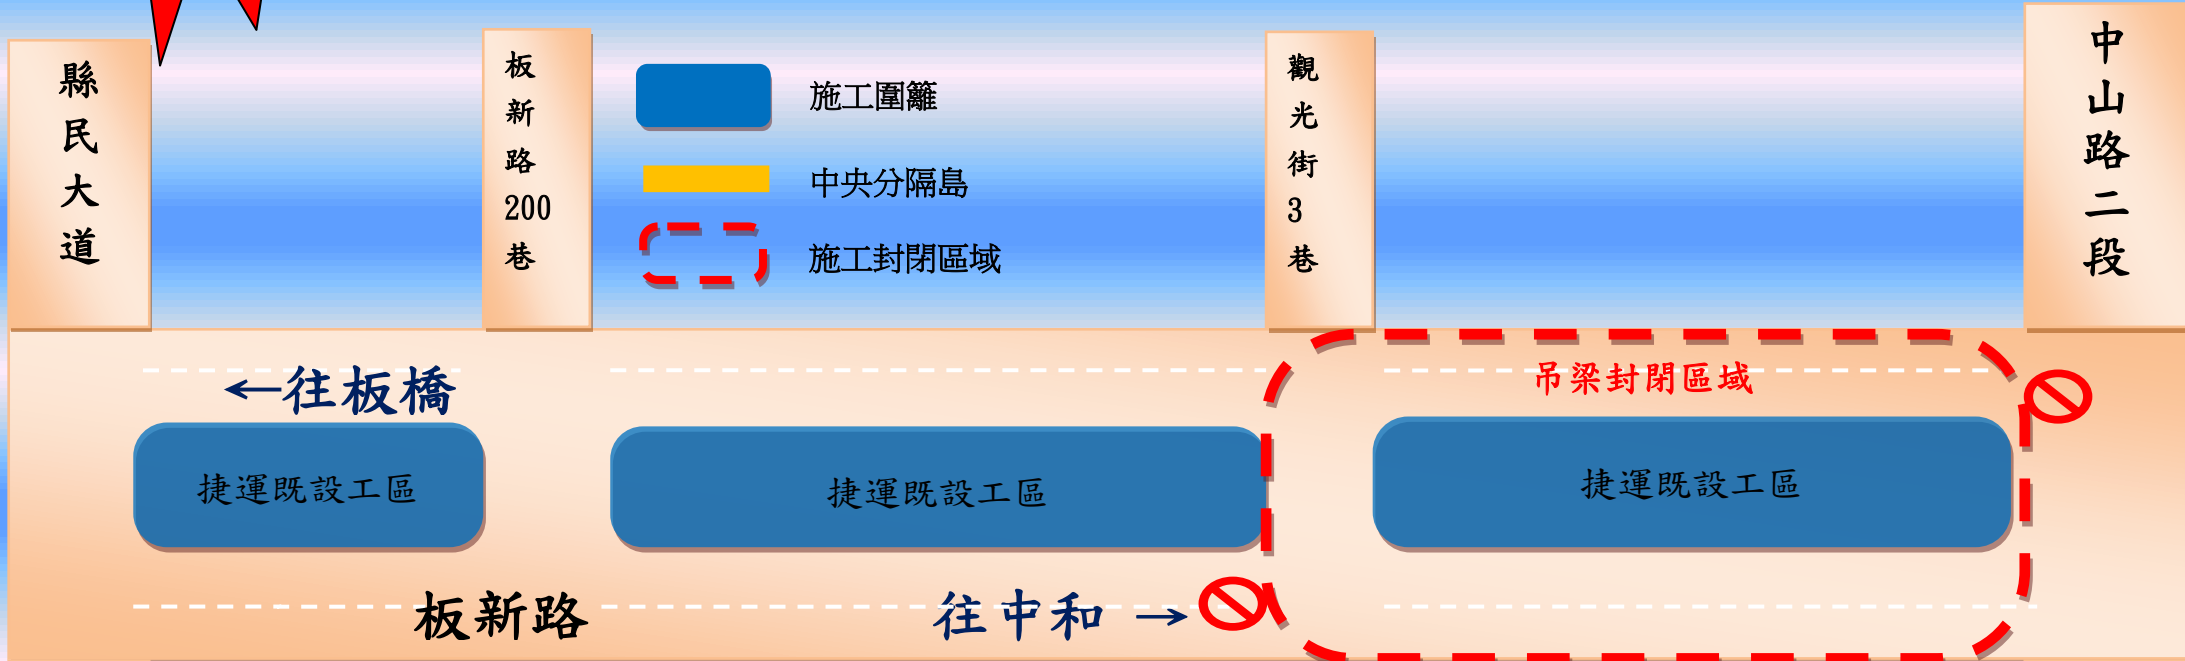 縣民大道
板新路200巷
施工圍籬
中央分隔島
施工封閉區域
觀光街3巷
中山路二段
←往板橋
吊梁封閉區域
捷運既設工區
捷運既設工區
捷運既設工區
板新路
往中和→